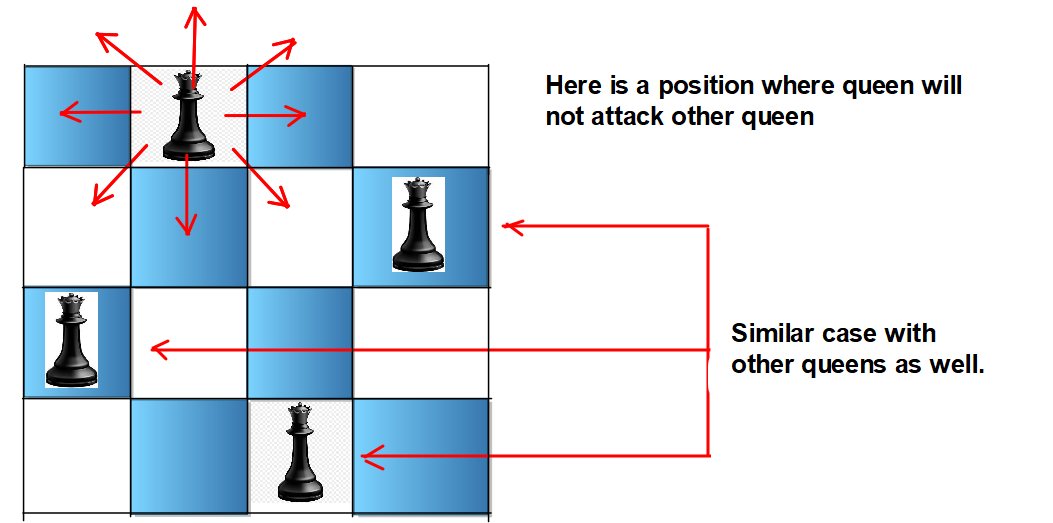 Here is a position where queen will
not attack other queen
Similar case with
other queens as well.